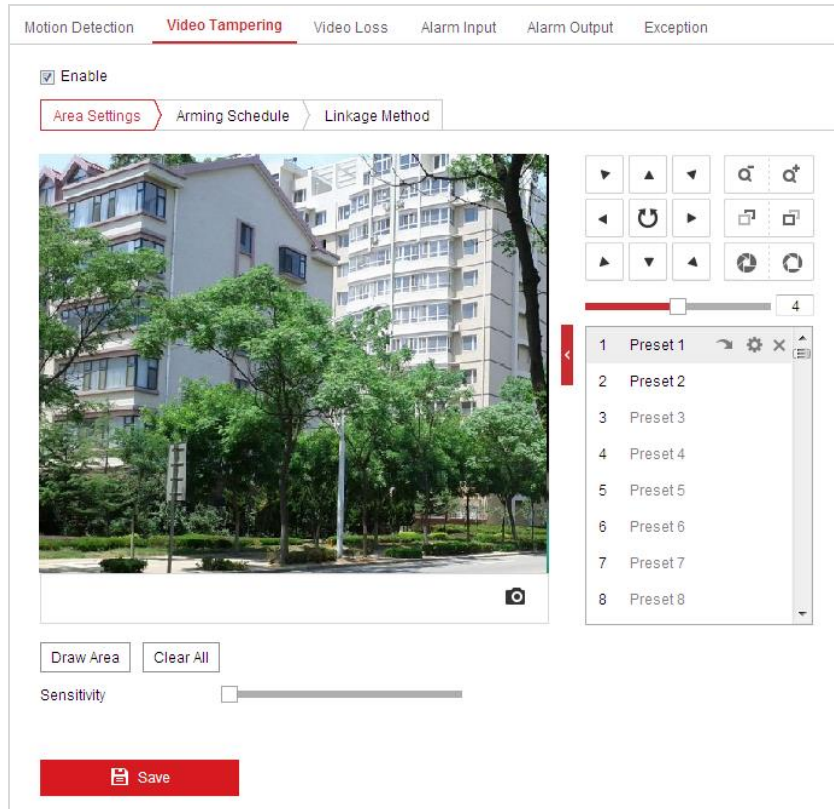 Motion Detection Video Tampering Video Loss Alarm Input Alarm Output Exception
Enable
Area Settings Arming Schedule Linkage Method
4
1 Preset 1
2 Preset 2
3 Preset 3
4 Preset 4
5 Preset 5
6 Preset 6
7 Preset 7
8 Preset 8
Draw Area Clear All
Sensitivity
Save